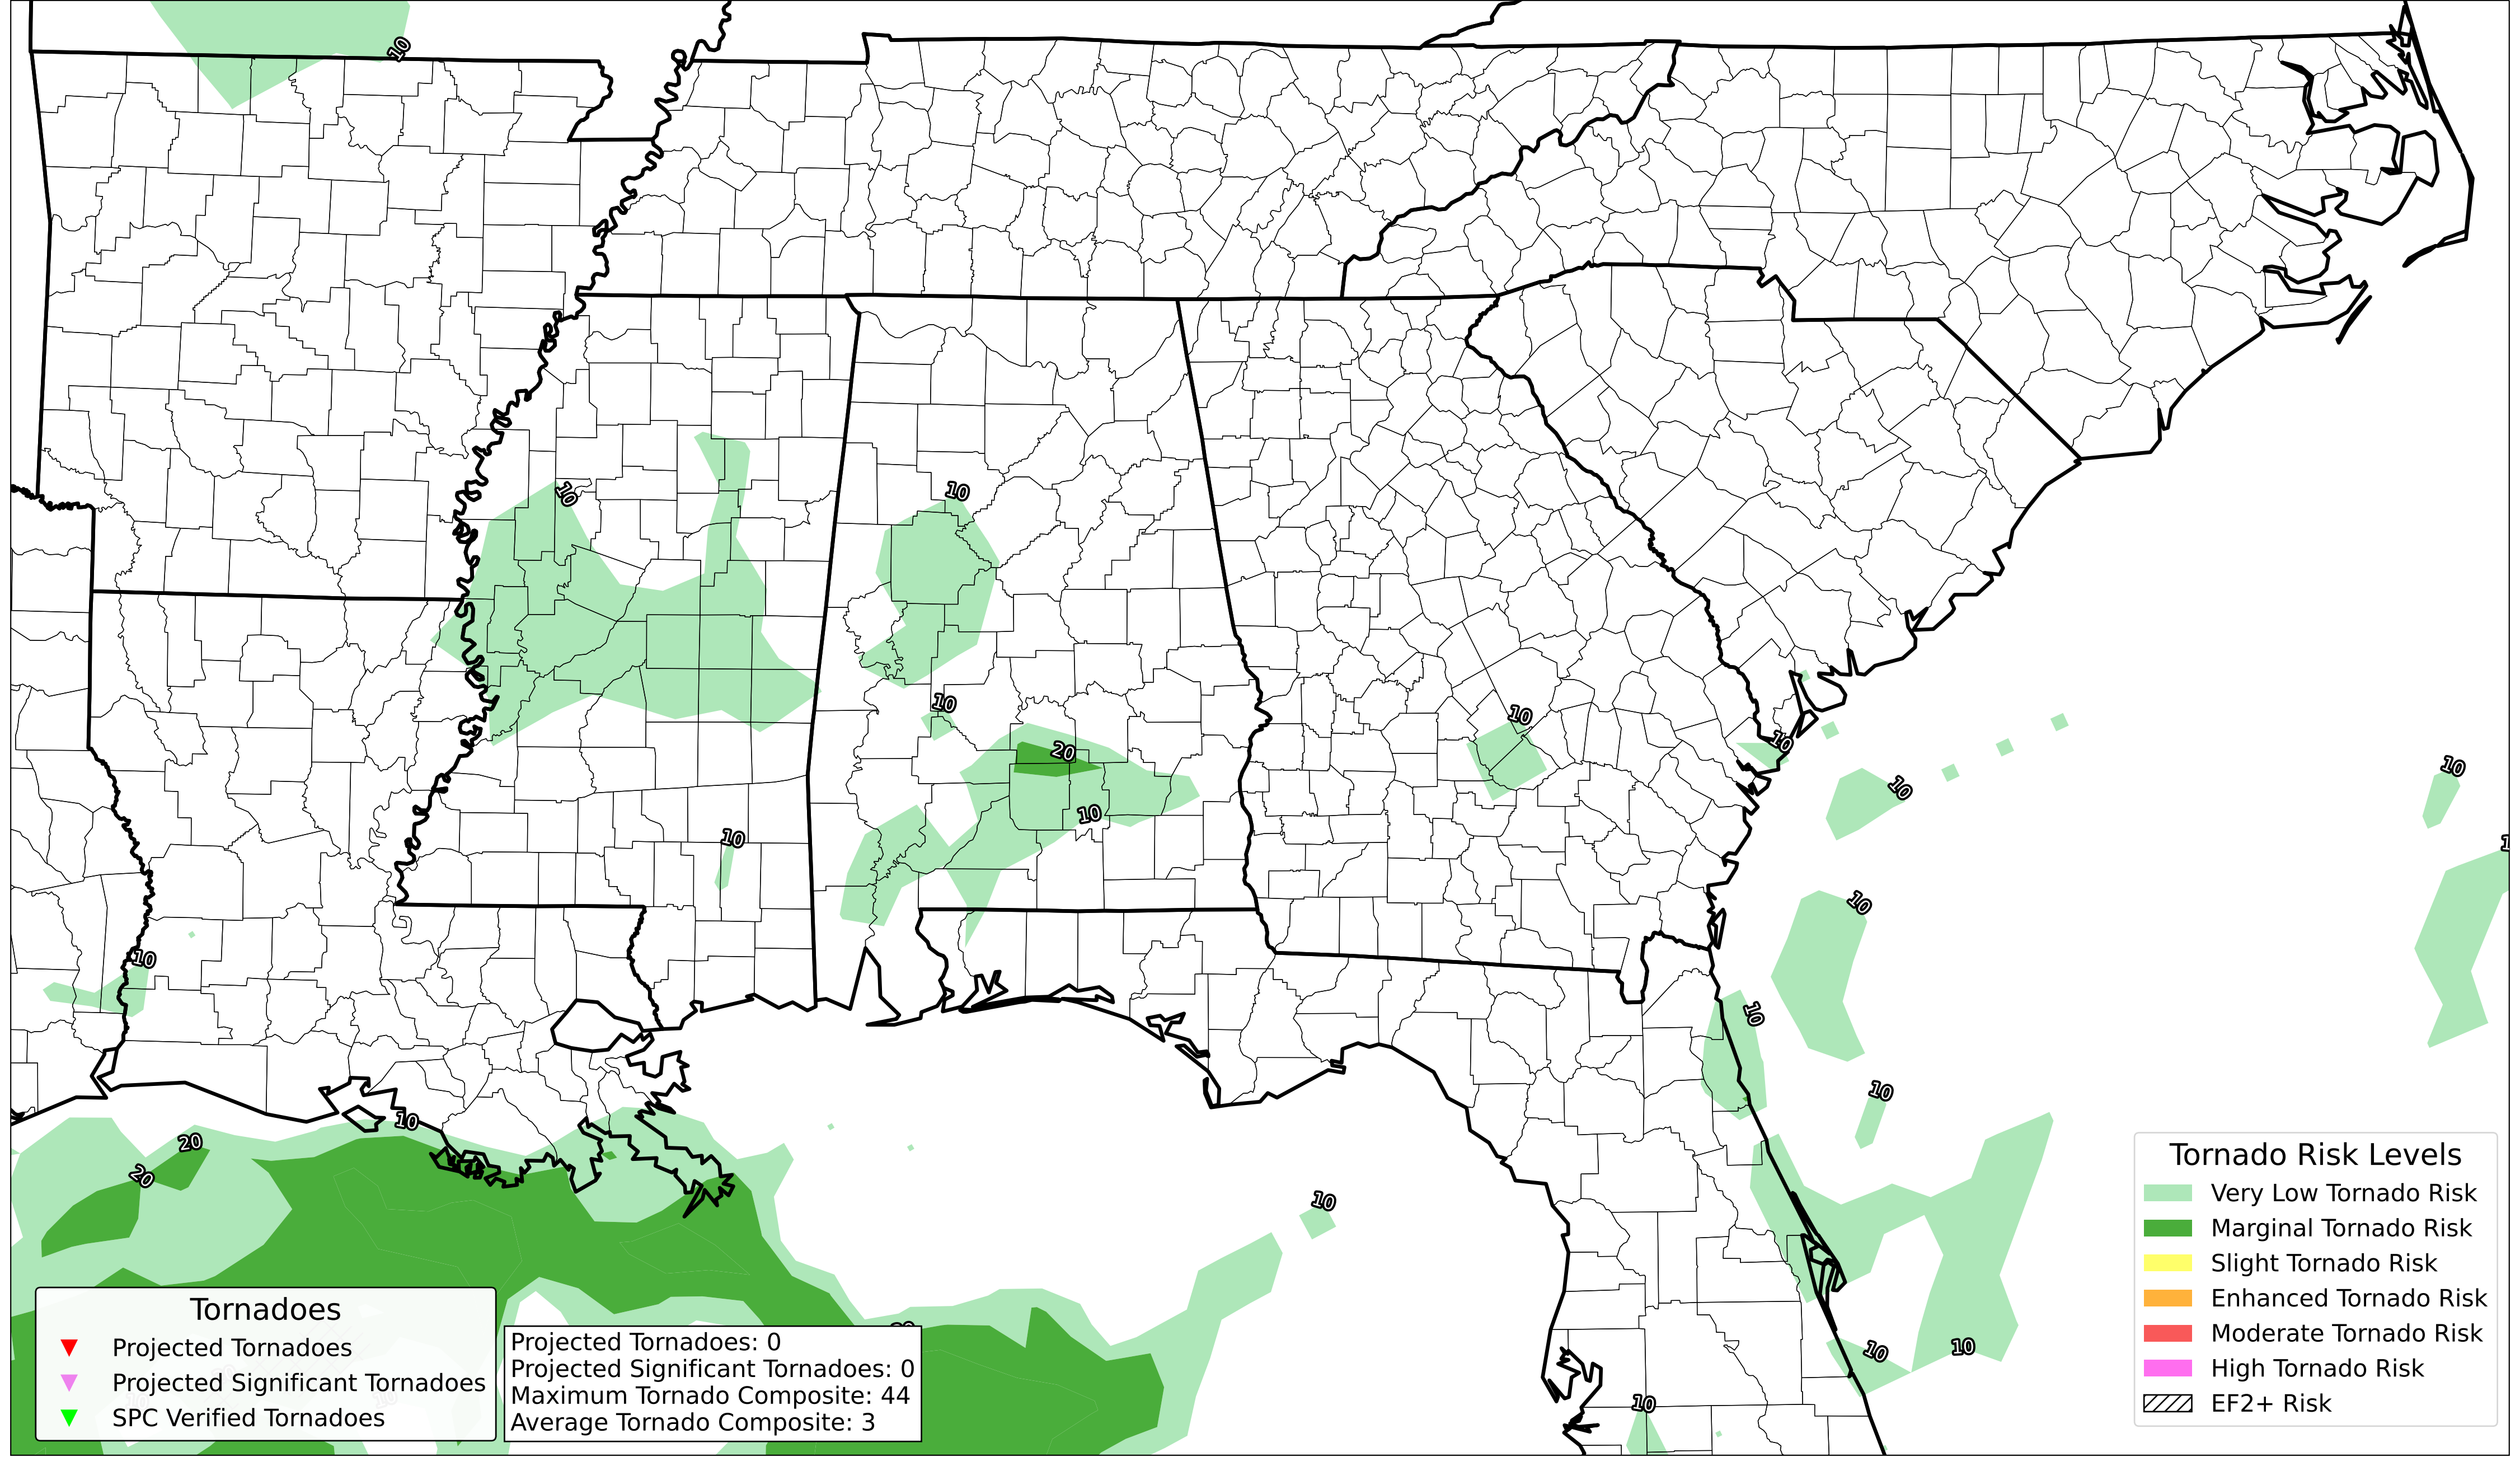 10
10
10
10
20
10
10
10
10
10
10
10
10
10
10
10
10
20
20
10
10
10
10
20
10
Tornado Risk Levels
Very Low Tornado Risk
Marginal Tornado Risk
Slight Tornado Risk
Enhanced Tornado Risk
Moderate Tornado Risk
High Tornado Risk
EF2+ Risk
Tornadoes
Projected Tornadoes
Projected Significant Tornadoes
SPC Verified Tornadoes
Projected Tornadoes: 0
Projected Significant Tornadoes: 0
Maximum Tornado Composite: 44
Average Tornado Composite: 3